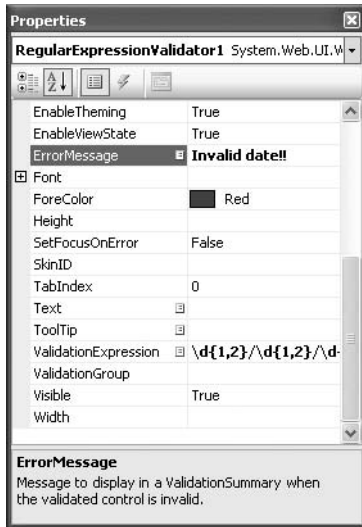 Properties
RegularExpressionValidator1 System.Web.UI.W
EnableTheming True
EnableViewState True
ErrorMessage Invalid date!!
Font
ForeColor Red
Height
SetFocusOnError False
SkinID
TabIndex 0
Text
ToolTip
ValidationExpression \d{1,2}/\d{1,2}/\d
ValidationGroup
Visible True
Width
ErrorMessage
Message to display in a ValidationSummary when
the validated control is invalid.